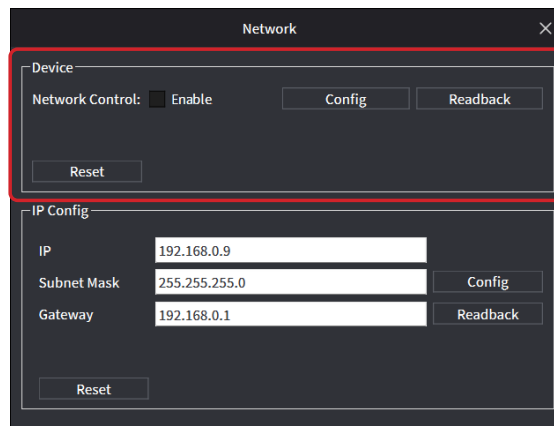 Network
Device
Network Control: Enable Config Readback
Reset
IP Config
IP 192.168.0.9
Subnet Mask 255.255.255.0 Config
Gateway 192.168.0.1 Readback
Reset